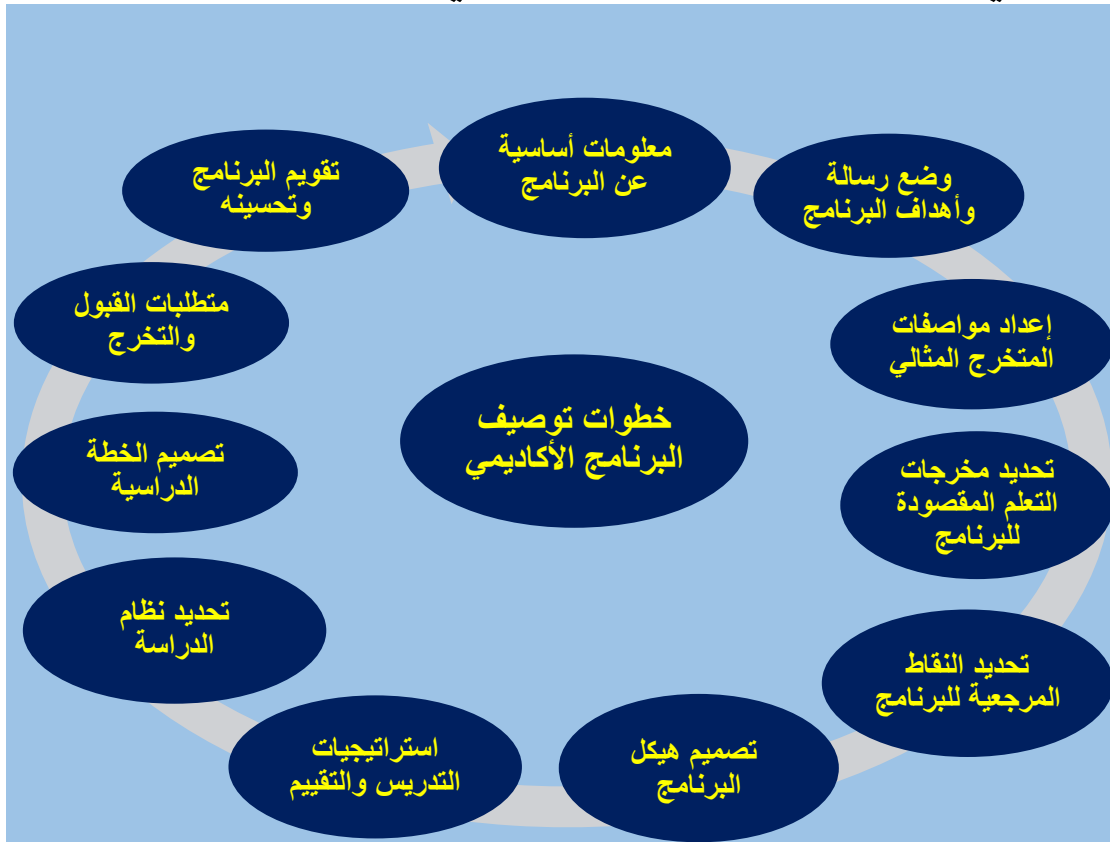 معلومات أساسية
عن البرنامج
وضع رسالة
وأهداف البرنامج
إعداد مواصفات
المتخرج المثالي
تحديد مخرجات
التعلم المقصودة
للبرنامج
تحديد النقاط
المرجعية للبرنامج
تصميم هيكل
البرنامج
استراتيجيات
التدريس والتقييم
تحديد نظام
الدراسة
تصميم الخطة
الدراسية
متطلبات القبول
والتخرج
تقويم البرنامج
وتحسينه
خطوات توصيف
البرنامج الأكاديمي